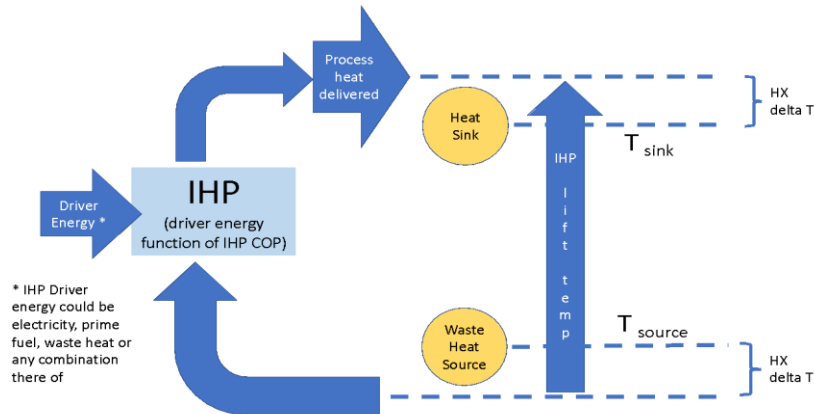 Process
heat
delivered
HX
delta T
Heat
Sink
T sink
IHP
lift temp
IHP
(driver energy
function of IHP COP)
Driver
Energy *
* IHP Driver
energy could be
electricity, prime
fuel, waste heat or
any combination
there of
Waste
Heat
Source
T source
HX
delta T